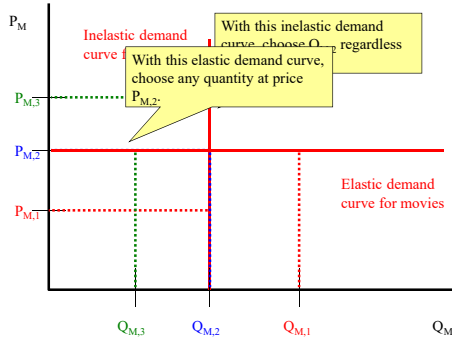 P_M
Inelastic demand
curve f
With this inelastic demand
curve, choose Q regardless
With this elastic demand curve,
choose any quantity at price
P_M,2.
P_M,3
P_M,2
P_M,1
Elastic demand
curve for movies
Q_M,3
Q_M,2
Q_M,1
Q_M